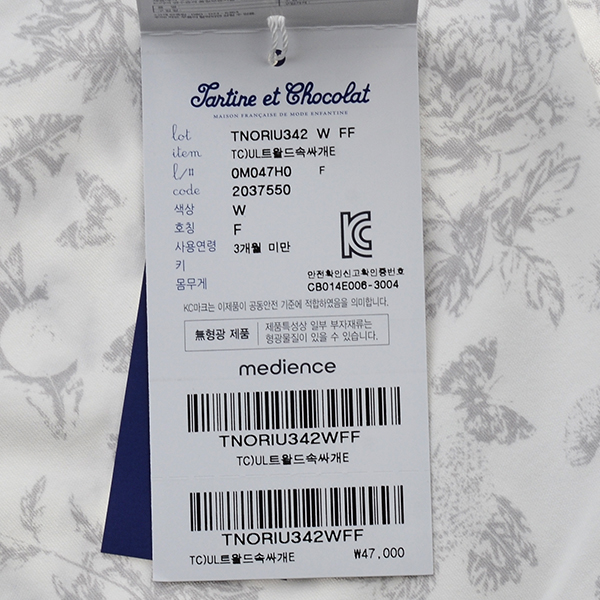 Tartine et Chocolat
MAISON FRANÇAISE DE MODE ENFANTINE
lot TNORIU342 W FF
item TC)UL트왈드속싸개E
l/# 0M047H0 F
code 2037550
색상 W
호칭 F
사용연령 3개월 미만
키
몸무게
안전확인신고확인증번호
CB014E006-3004
KC마크는 이제품이 공통안전 기준에 적합하였음을 의미합니다.
無형광 제품 제품특성상 일부 부자재류는
형광물질이 있을 수 있습니다.
medience
TNORIU342WFF
TC)UL트왈드속싸개E
TNORIU342WFF
TC)UL트왈드속싸개E ₩47,000